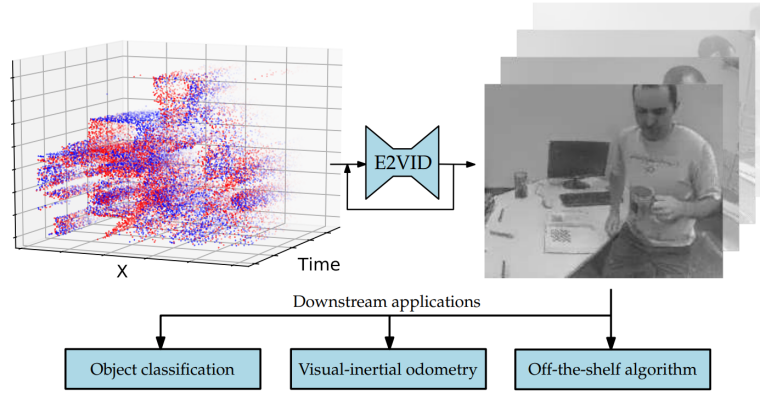 E2VID
Time
X
Downstream applications
Object classification
Visual-inertial odometry
Off-the-shelf algorithm